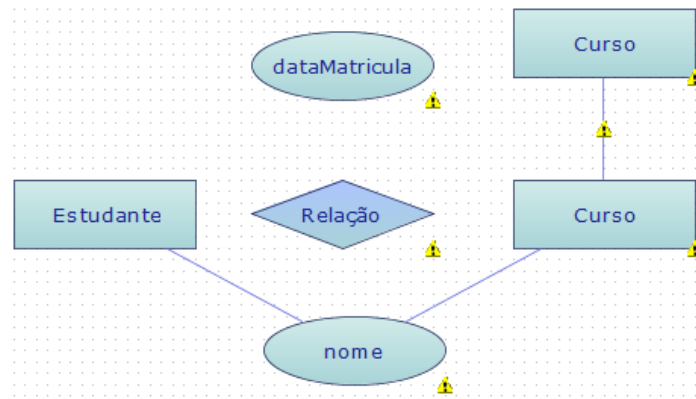 Curso
dataMatricula
Estudante
Relação
Curso
nome